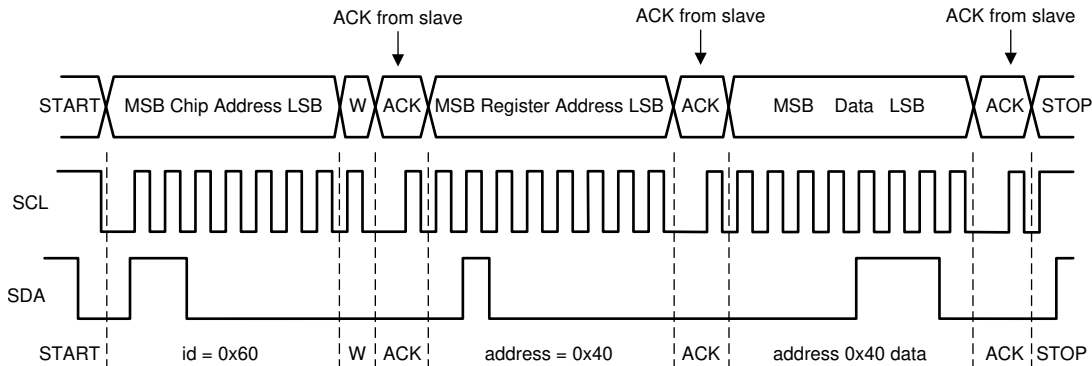 ACK from slave ACK from slave ACK from slave
START MSB Chip Address LSB W ACK MSB Register Address LSB ACK MSB Data LSB ACK STOP
SCL
SDA
START id = 0x60 W ACK address = 0x40 ACK address 0x40 data ACK STOP